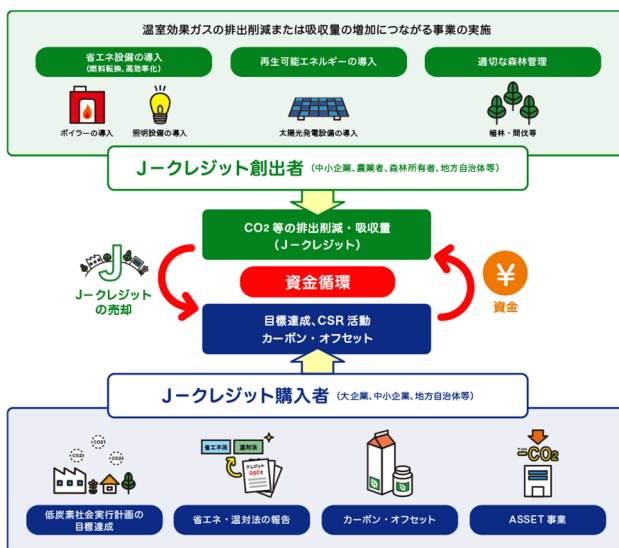 温室効果ガスの排出削減または吸収量の増加につながる事業の実施
省エネ設備の導入
(燃料転換、高効率化)
再生可能エネルギーの導入
適切な森林管理
ボイラーの導入
照明設備の導入
太陽光発電設備の導入
植林・間伐等
Jークレジット創出者(中小企業、農業者、森林所有者、地方自治体等)
CO2 等の排出削減・吸収量
(Jークレジット)
J
Jークレジット
の売却
資金循環
¥
資金
目標達成、CSR 活動
カーボン・オフセット
Jークレジット購入者(大企業、中小企業、地方自治体等)
CO2
CO2
CO2
省エネ法
温対法
クレジット
000t
CO2
低炭素社会実行計画の
目標達成
省エネ・温対法の報告
カーボン・オフセット
ASSET 事業